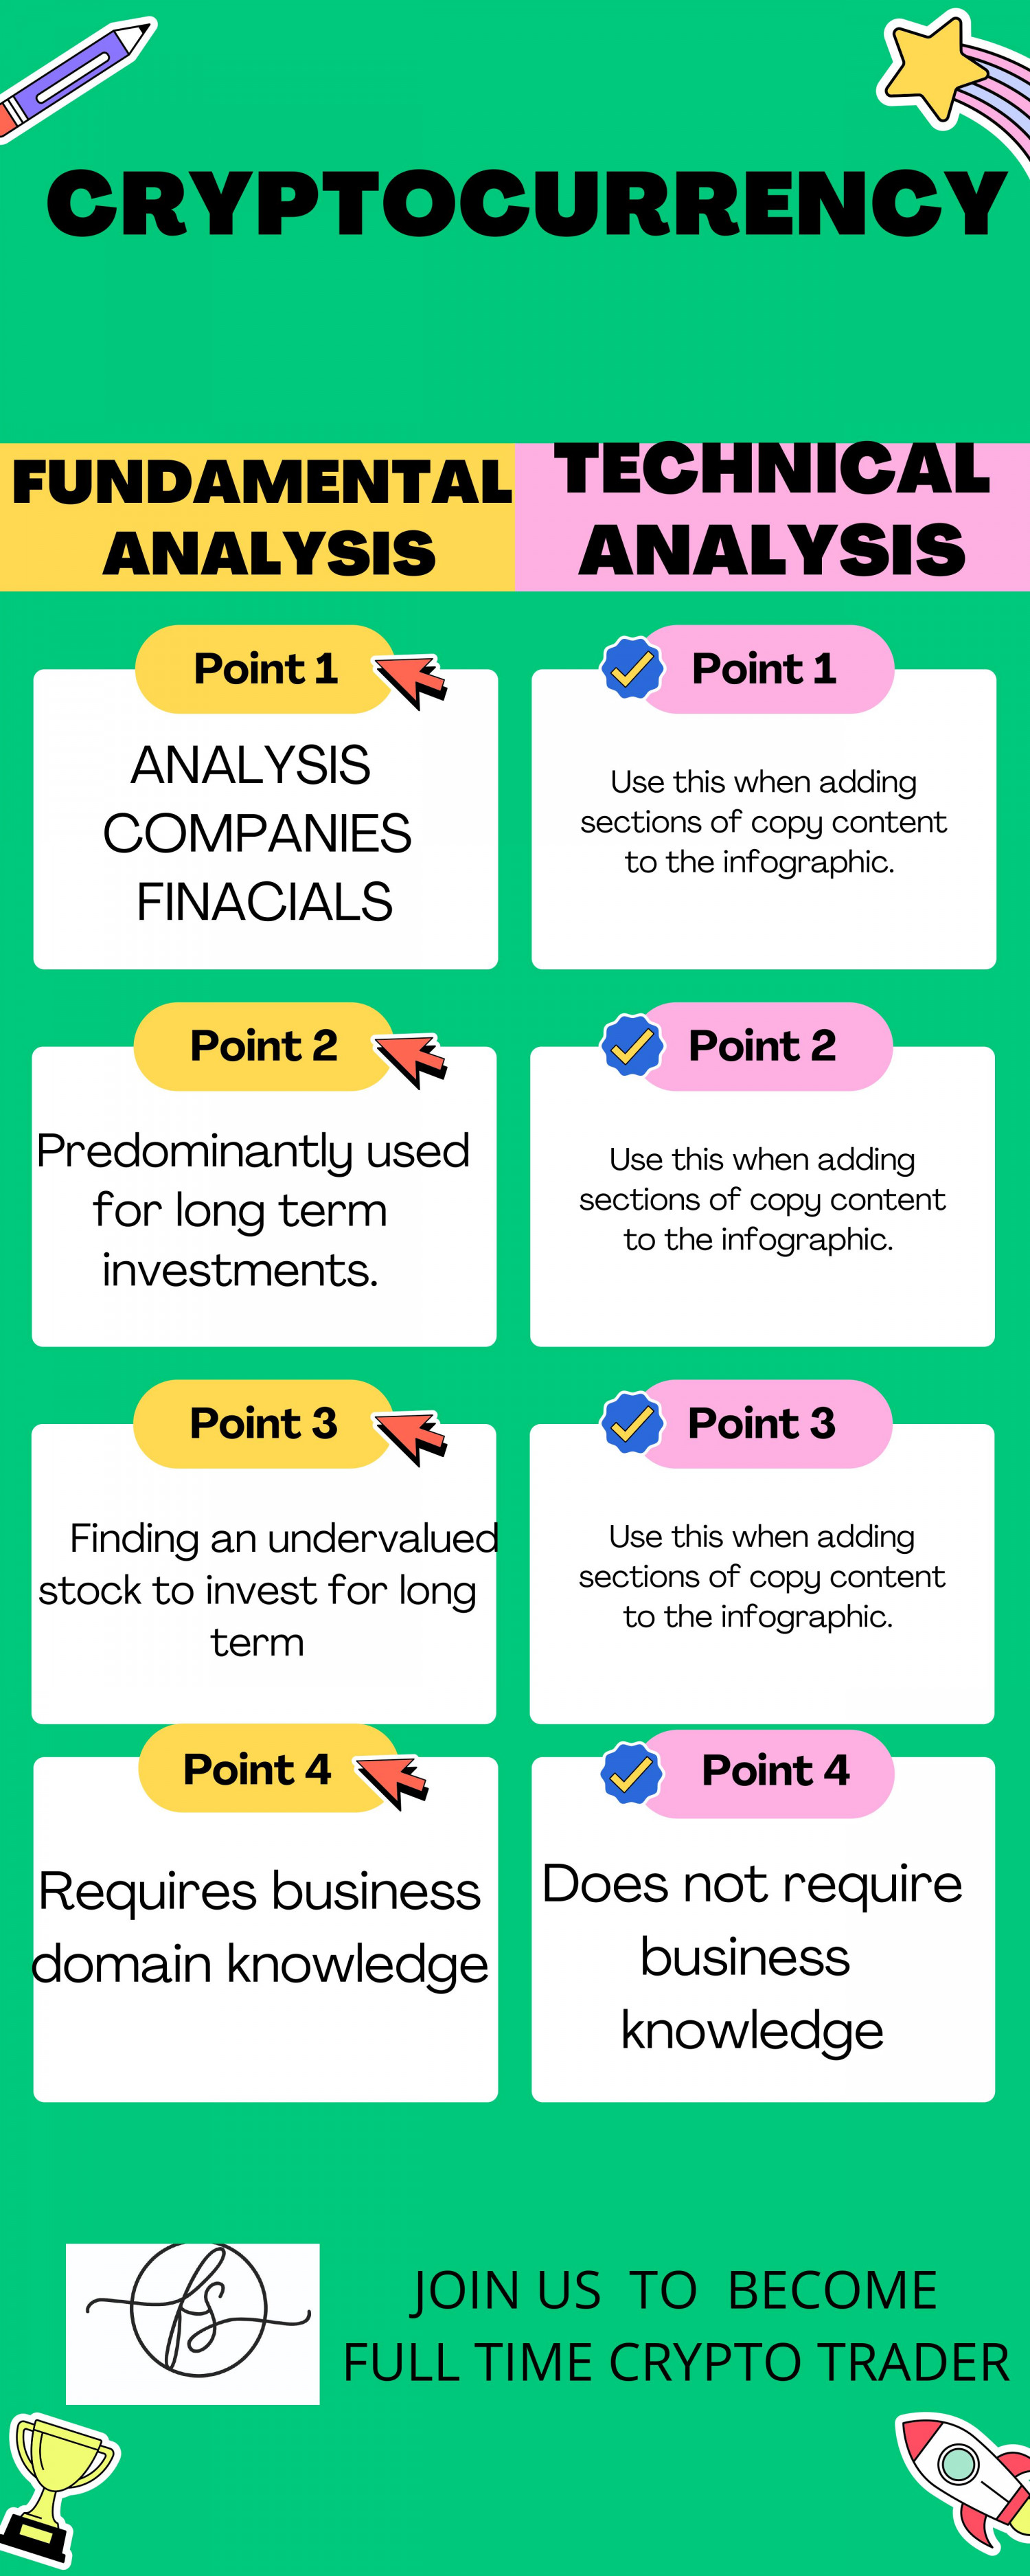 CRYPTOCURRENCY
FUNDAMENTAL
ANALYSIS
TECHNICAL
ANALYSIS
Point 1
ANALYSIS
COMPANIES
FINACIALS
Point 1
Use this when adding
sections of copy content
to the infographic.
Point 2
Predominantly used
for long term
investments.
Point 2
Use this when adding
sections of copy content
to the infographic.
Point 3
Finding an undervalued
stock to invest for long
term
Point 3
Use this when adding
sections of copy content
to the infographic.
Point 4
Requires business
domain knowledge
Point 4
Does not require
business
knowledge
JOIN US TO BECOME
FULL TIME CRYPTO TRADER